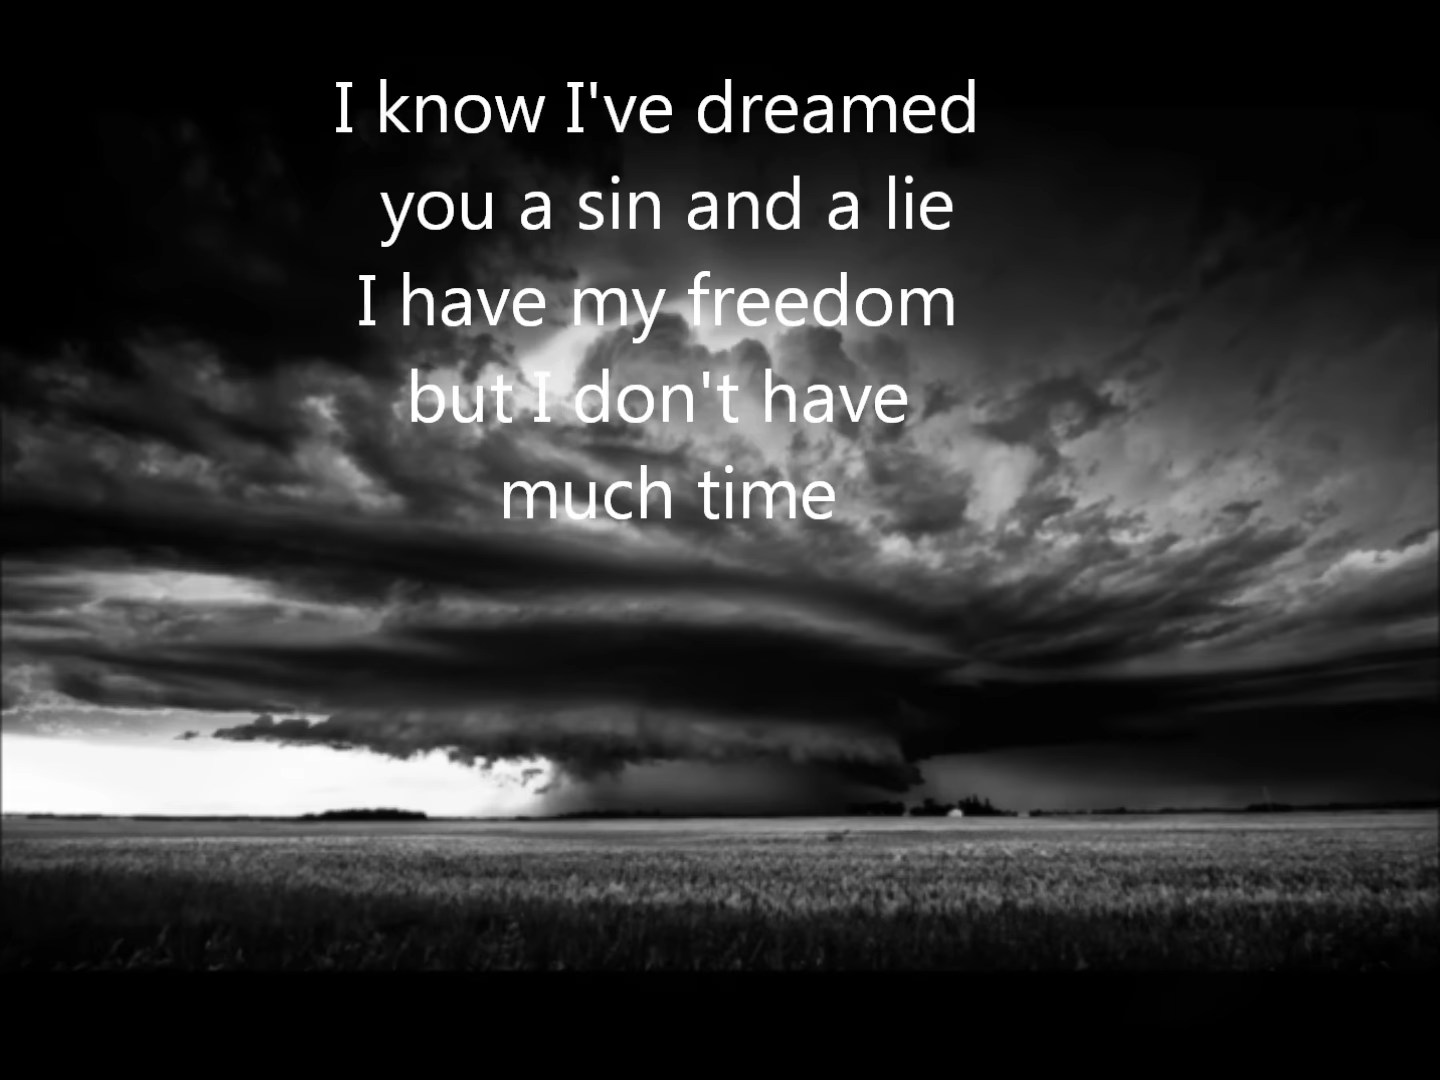 I know I've dreamed
you a sin and a lie
I have my freedom
but I don't have
much time